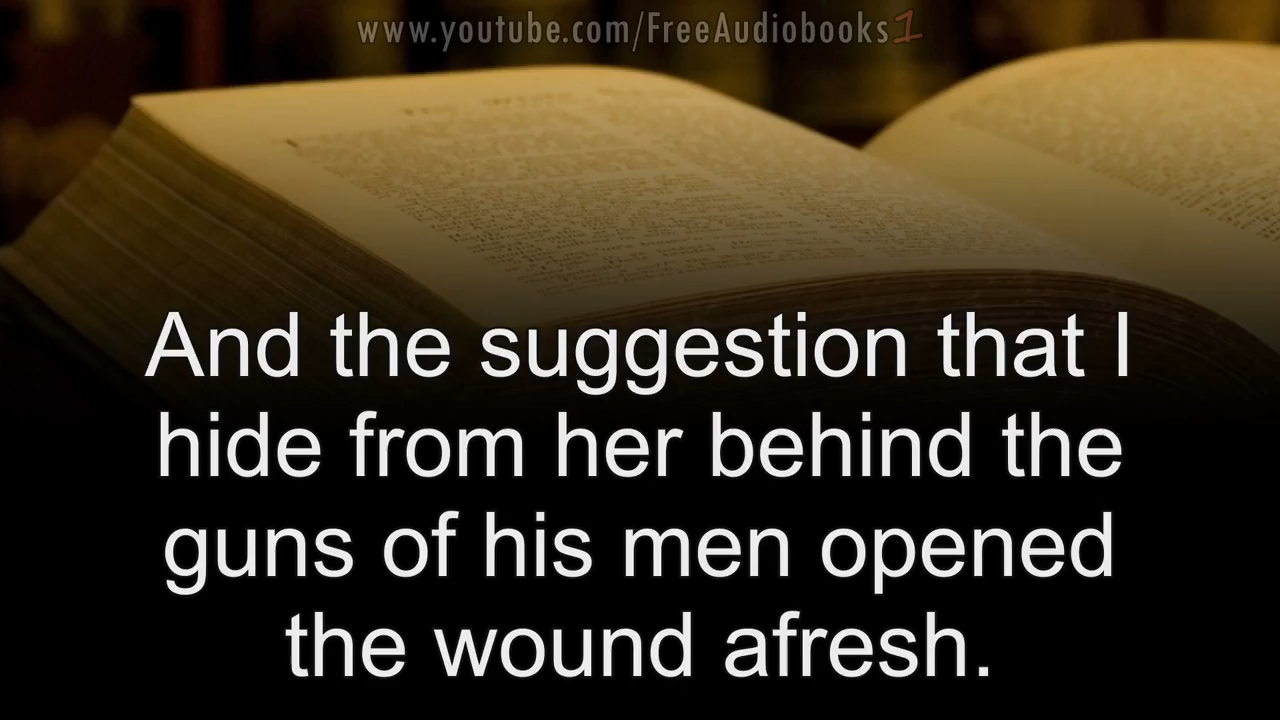 www.youtube.com/FreeAudiobooks1
And the suggestion that I
hide from her behind the
guns of his men opened
the wound afresh.